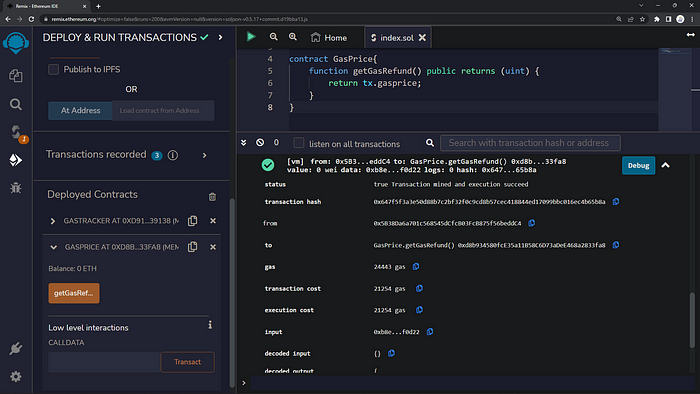 Remix - Ethereum IDE
remix.ethereum.org/#optimize=false&runs=200&evmVersion=null&version=soljson-v0.5.17+commit.d19bba13.js
DEPLOY & RUN TRANSACTIONS
Publish to IPFS
OR
At Address
Load contract from Address
Transactions recorded 3
Deployed Contracts
GASTRACKER AT 0XD91...39138 (M
GASPRICE AT 0XD8B...33FA8 (MEM
Balance: 0 ETH
getGasRef...
Low level interactions
CALLDATA
Transact
Home
index.sol
4 contract GasPrice{
5 function getGasRefund() public returns (uint) {
6 return tx.gasprice;
7 }
8 }
0
listen on all transactions
Search with transaction hash or address
[vm] from: 0x5B3...eddC4 to: GasPrice.getGasRefund() 0xd8b...33fa8
value: 0 wei data: 0xb8e...f0d22 logs: 0 hash: 0x647...65b8a
Debug
status true Transaction mined and execution succeed
transaction hash
from 0x5B38Da6a701c568545dCfcB03FcB875f56beddC4
to GasPrice.getGasRefund() 0xd8b934580fcE35a11B58C6D73aDeE468a2833fa8
gas 24443 gas
transaction cost 21254 gas
execution cost 21254 gas
input 0xb8e...f0d22
decoded input {}
decoded output {